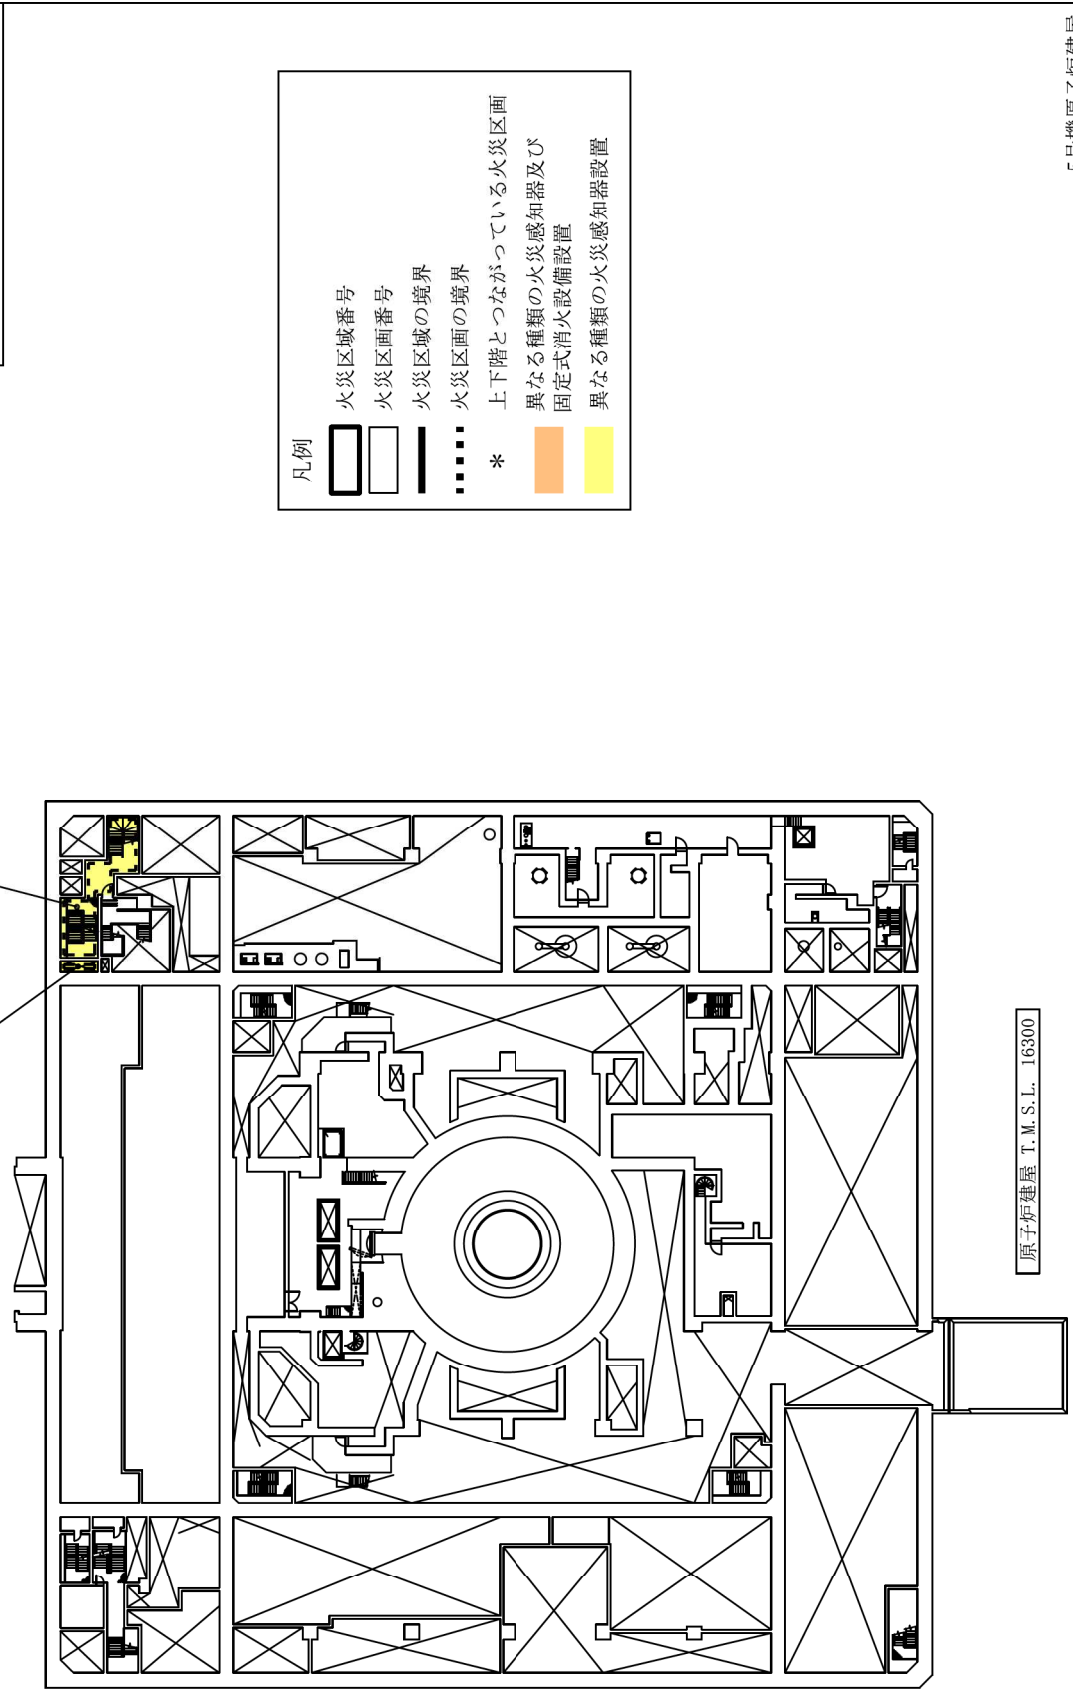 凡例
火災区域番号
火災区画番号
火災区域の境界
火災区画の境界
* 上下階とつながっている火災区画
異なる種類の火災感知器及び
固定式消火設備設置
異なる種類の火災感知器設置
原子炉建屋 T.M.S.L. 16300